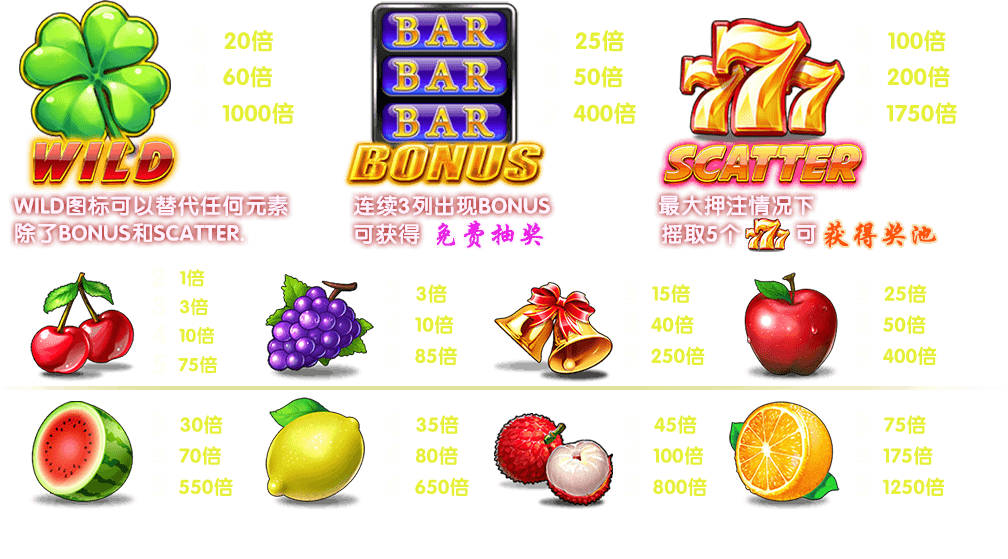 BAR
BAR
BAR
20倍
60倍
1000倍
WILD
WILD图标可以替代任何元素
除了BONUS和SCATTER.
25倍
50倍
400倍
BONUS
连续3列出现BONUS
可获得 免费抽奖
777
100倍
200倍
1750倍
SCATTER
最大押注情况下
摇取5个 777 可 获得奖池
1倍
3倍
10倍
75倍
3倍
10倍
85倍
15倍
40倍
250倍
25倍
50倍
400倍
30倍
70倍
550倍
35倍
80倍
650倍
45倍
100倍
800倍
75倍
175倍
1250倍